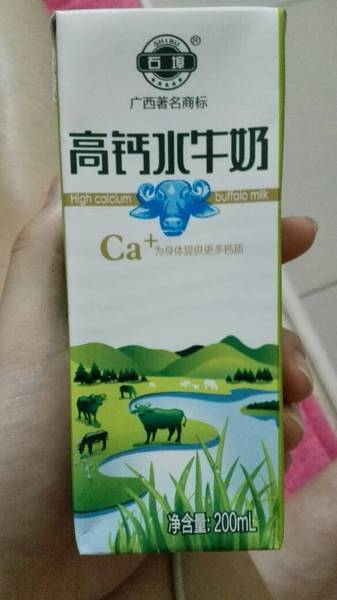 SHIBU
石埠
®
广西著名商标
高钙水牛奶
High calcium buffalo milk
Ca+
为身体提供更多钙质
净含量: 200mL